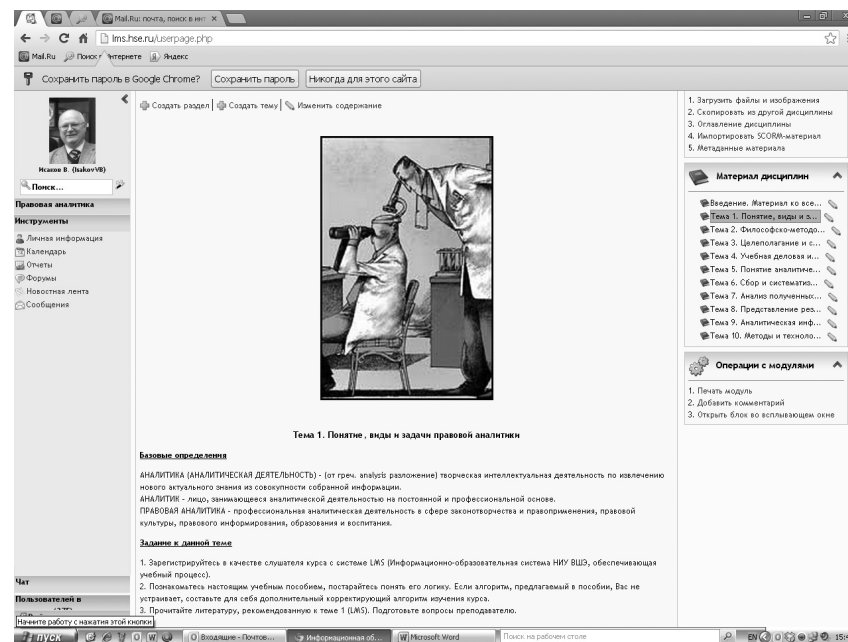 Mail.Ru: почта, поиск в инт ×
lms.hse.ru/userpage.php
Mail.Ru Поиск в Интернете Яндекс
Сохранить пароль в Google Chrome? Сохранить пароль Никогда для этого сайта
Исаков В. (IsakovVB)
Поиск...
Правовая аналитика
Инструменты
Личная информация
Календарь
Отчеты
Форумы
Новостная лента
Сообщения
Чат
Пользователей в
Начните работу с нажатия этой кнопки
Создать раздел | Создать тему | Изменить содержание
Тема 1. Понятие, виды и задачи правовой аналитики
Базовые определения
АНАЛИТИКА (АНАЛИТИЧЕСКАЯ ДЕЯТЕЛЬНОСТЬ) - (от греч. analysis разложение) творческая интеллектуальная деятельность по извлечению
нового актуального знания из совокупности собранной информации.
АНАЛИТИК - лицо, занимающееся аналитической деятельностью на постоянной и профессиональной основе.
ПРАВОВАЯ АНАЛИТИКА - профессиональная аналитическая деятельность в сфере законотворчества и правоприменения, правовой
культуры, правового информирования, образования и воспитания.
Задание к данной теме
1. Зарегистрируйтесь в качестве слушателя курса с системе LMS (Информационно-образовательная система НИУ ВШЭ, обеспечивающая
учебный процесс).
2. Познакомьтесь настоящим учебным пособием, постарайтесь понять его логику. Если алгоритм, предлагаемый в пособии, Вас не
устраивает, составьте для себя дополнительный корректирующий алгоритм изучения курса.
3. Прочитайте литературу, рекомендованную к теме 1 (LMS). Подготовьте вопросы преподавателю.
1. Загрузить файлы и изображения
2. Скопировать из другой дисциплины
3. Оглавление дисциплины
4. Импортировать SCORM-материал
5. Метаданные материала
Материал дисциплин
Введение. Материал ко все...
Тема 1. Понятие, виды и з...
Тема 2. Философско-методо...
Тема 3. Целеполагание и с...
Тема 4. Учебная деловая и...
Тема 5. Понятие аналитиче...
Тема 6. Сбор и систематиз...
Тема 7. Анализ полученных...
Тема 8. Представление рез...
Тема 9. Аналитическая инф...
Тема 10. Методы и техноло...
Операции с модулями
1. Печать модуль
2. Добавить комментарий
3. Открыть блок во всплывающем окне
пуск Входящие - Почтов... Информационная об... Microsoft Word Поиск на рабочем столе EN 15: